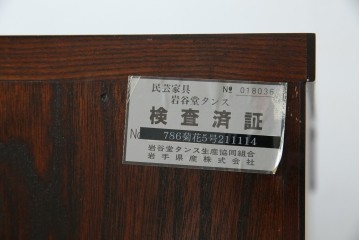 民芸家具 № 018036
岩谷堂タンス
検査済証
№ 786菊花5号211114
岩谷堂タンス生産協同組合
岩手県産株式会社